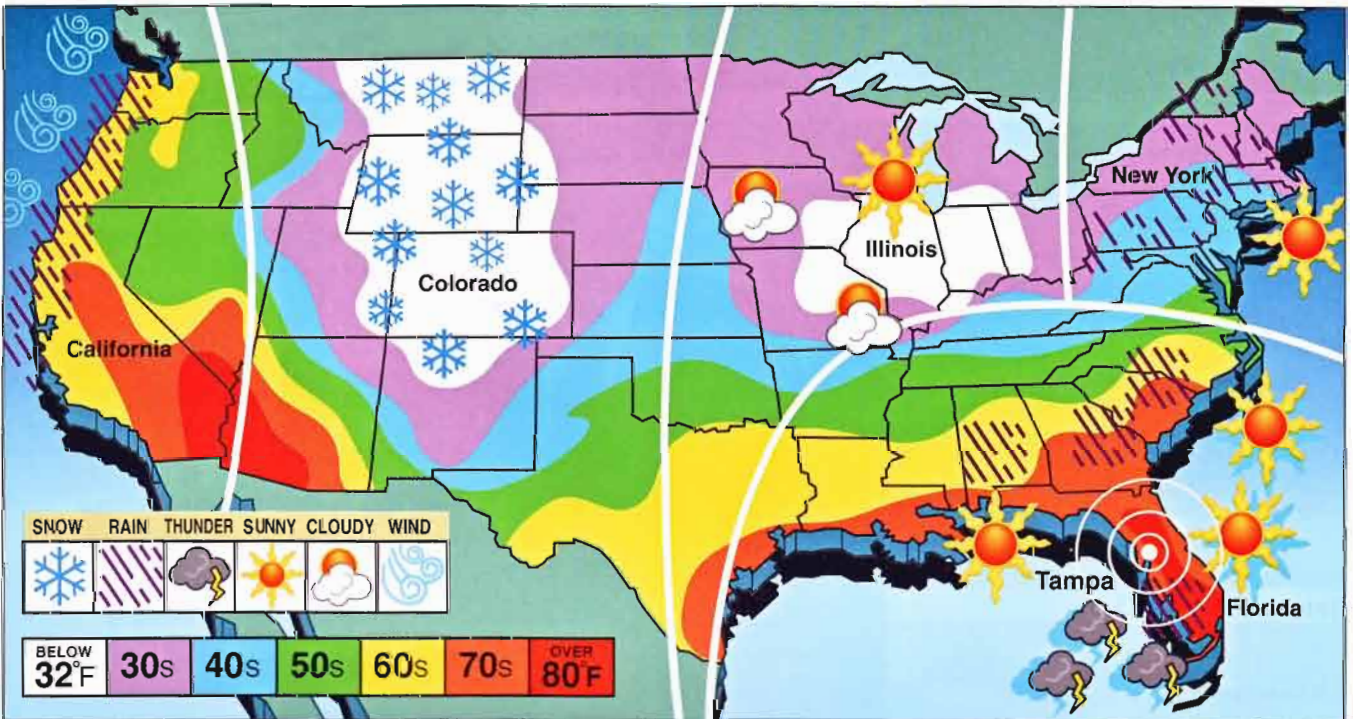 New York
Illinois
Colorado
California
Tampa
Florida
SNOW RAIN THUNDER SUNNY CLOUDY WIND
BELOW 32°F 30s 40s 50s 60s 70s OVER 80°F